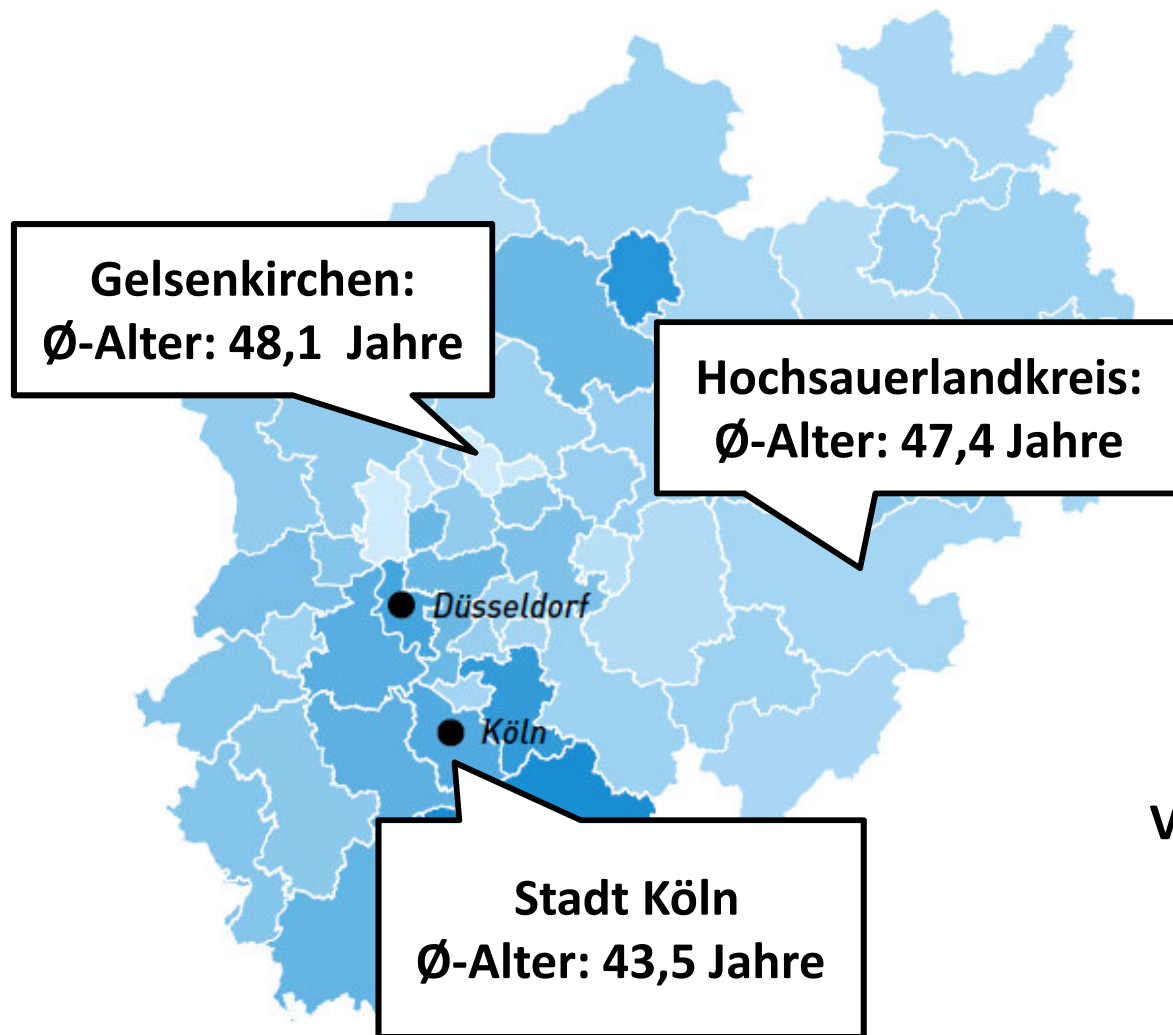 Gelsenkirchen:
Ø-Alter: 48,1 Jahre
Hochsauerlandkreis:
Ø-Alter: 47,4 Jahre
Düsseldorf
Köln
V
Stadt Köln
Ø-Alter: 43,5 Jahre